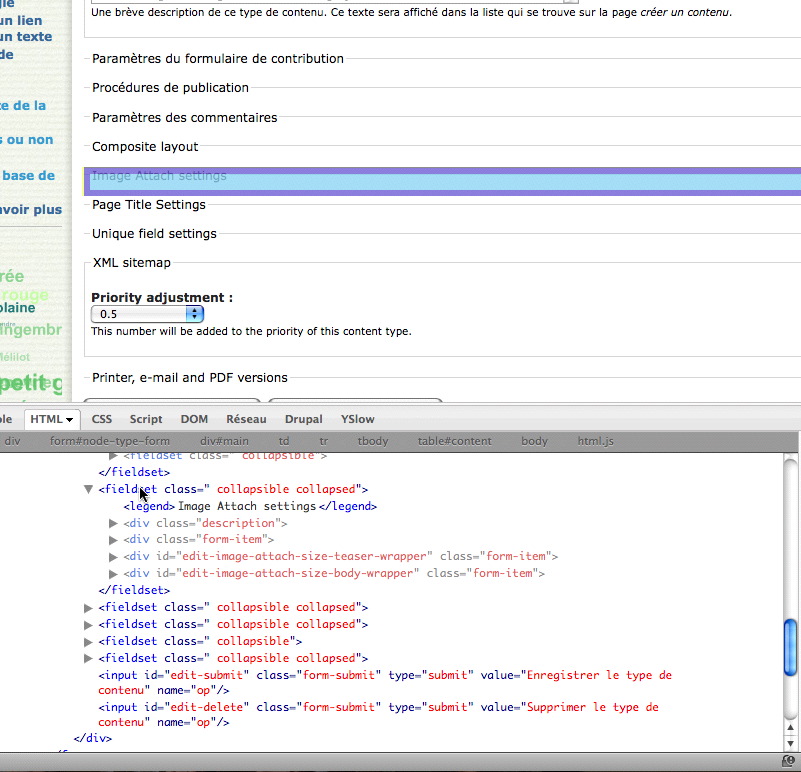 Une brève description de ce type de contenu. Ce texte sera affiché dans la liste qui se trouve sur la page créer un contenu.
un lien
un texte
de
Paramètres du formulaire de contribution
Procédures de publication
te de la
Paramètres des commentaires
s ou non
Composite layout
base de
Image Attach settings
avoir plus
Page Title Settings
Unique field settings
XML sitemap
rée
rouge
Priority adjustment :
olaine
0.5
ingembr
This number will be added to the priority of this content type.
Mélilot
Printer, e-mail and PDF versions
petit g
ole HTML CSS Script DOM Réseau Drupal YSlow
div form#node-type-form div#main td tr tbody table#content body html.js
<fieldset class=" collapsible">
</fieldset>
<fieldset class=" collapsible collapsed">
<legend>Image Attach settings</legend>
<div class="description">
<div class="form-item">
<div id="edit-image-attach-size-teaser-wrapper" class="form-item">
<div id="edit-image-attach-size-body-wrapper" class="form-item">
</fieldset>
<fieldset class=" collapsible collapsed">
<fieldset class=" collapsible collapsed">
<fieldset class=" collapsible">
<fieldset class=" collapsible collapsed">
<input id="edit-submit" class="form-submit" type="submit" value="Enregistrer le type de
contenu" name="op"/>
<input id="edit-delete" class="form-submit" type="submit" value="Supprimer le type de
contenu" name="op"/>
</div>